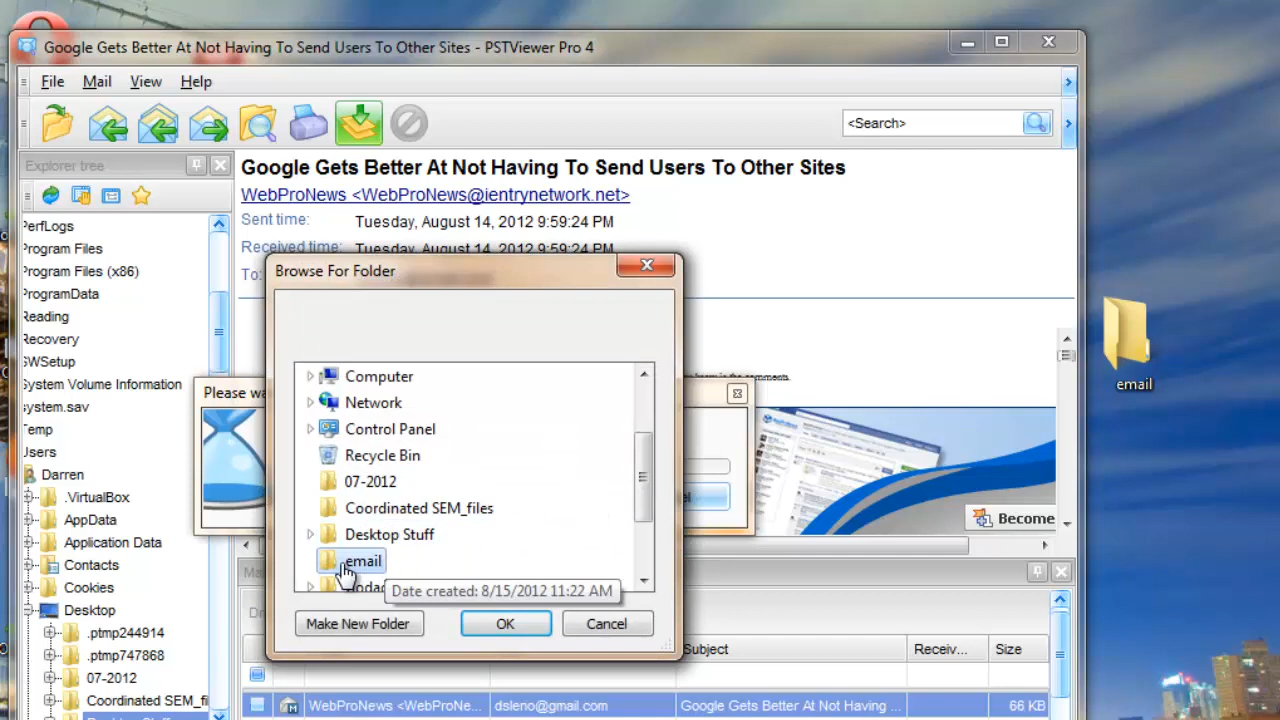 Google Gets Better At Not Having To Send Users To Other Sites - PSTViewer Pro 4
File Mail View Help
<Search>
Explorer tree
PerfLogs
Program Files
Program Files (x86)
ProgramData
Reading
Recovery
SWSetup
System Volume Information
system.sav
Temp
Users
Darren
.VirtualBox
AppData
Application Data
Contacts
Cookies
Desktop
.ptmp244914
.ptmp747868
07-2012
Coordinated SEM_fi
Google Gets Better At Not Having To Send Users To Other Sites
WebProNews <WebProNews@ientrynetwork.net>
Sent time: Tuesday, August 14, 2012 9:59:24 PM
Received time: Tuesday, August 14, 2012 9:59:24 PM
To:
Please wa
Browse For Folder
Computer
Network
Control Panel
Recycle Bin
07-2012
Coordinated SEM_files
Desktop Stuff
email
Date created: 8/15/2012 11:22 AM
Make New Folder OK Cancel
Become
Subject Receiv... Size
WebProNews <WebProNe... dsleno@gmail.com Google Gets Better At Not Having ... 66 KB
email